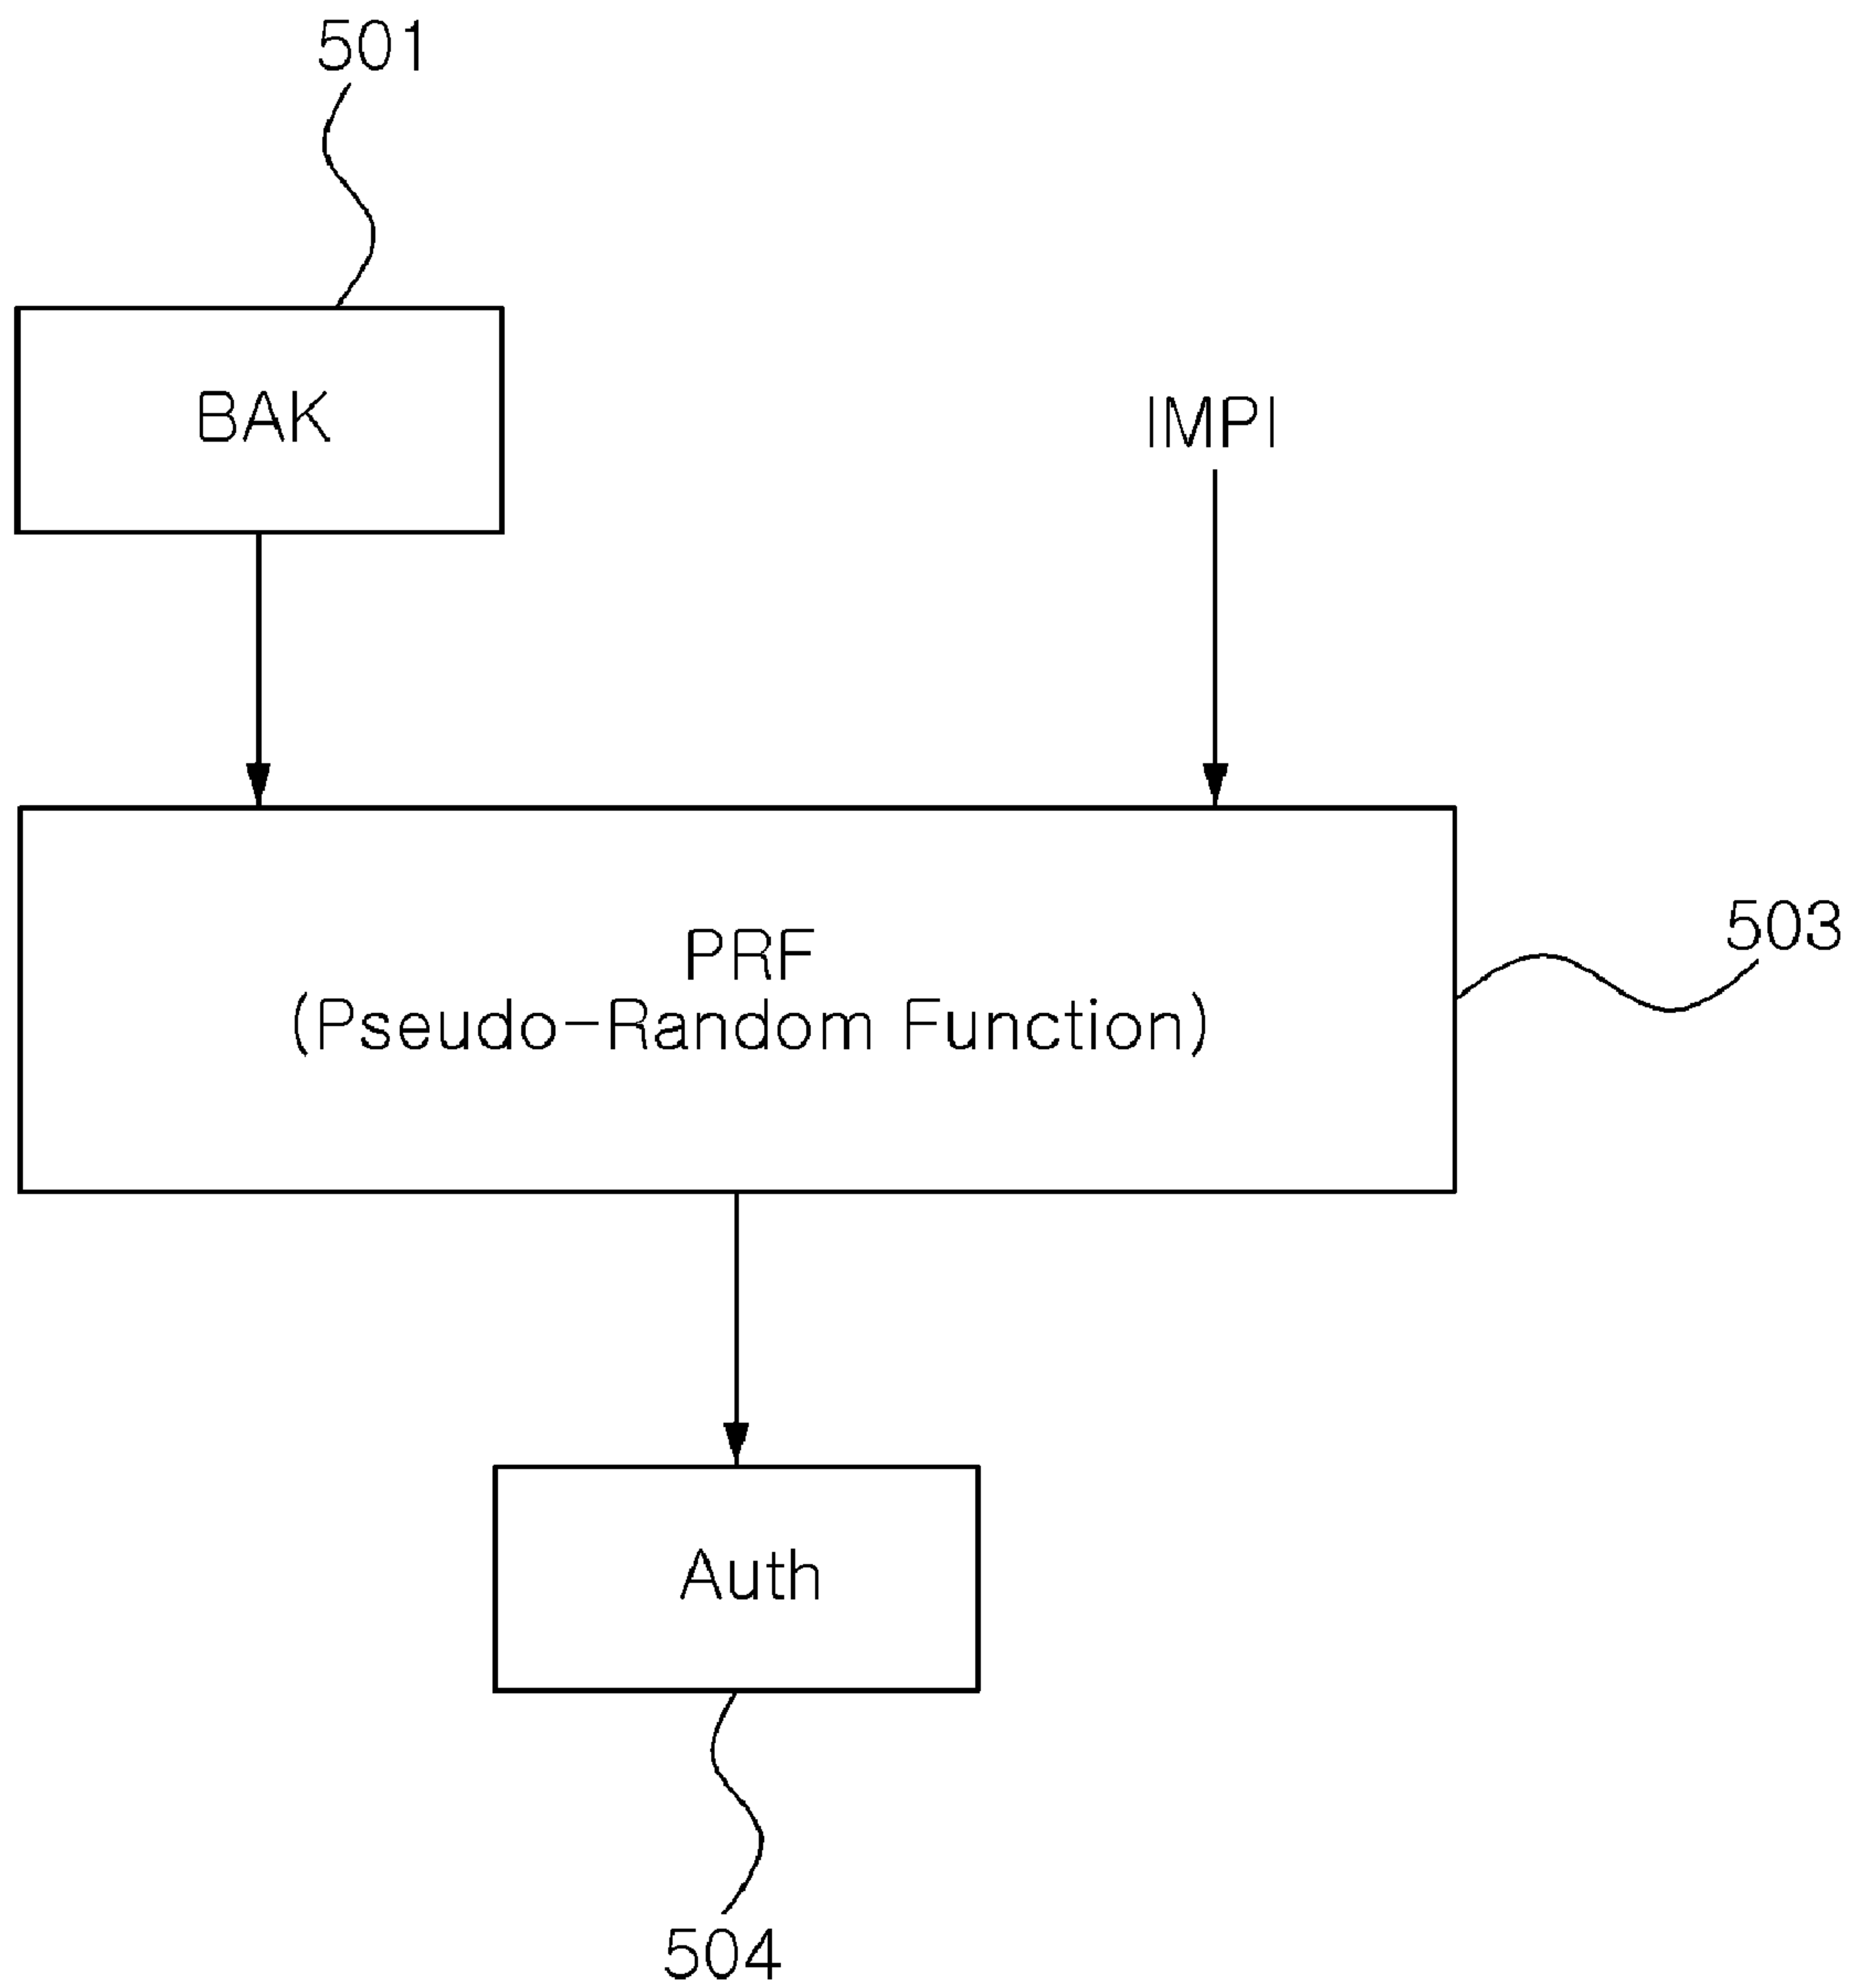 501
BAK
IMPI
PRF
(Pseudo-Random Function)
503
Auth
504